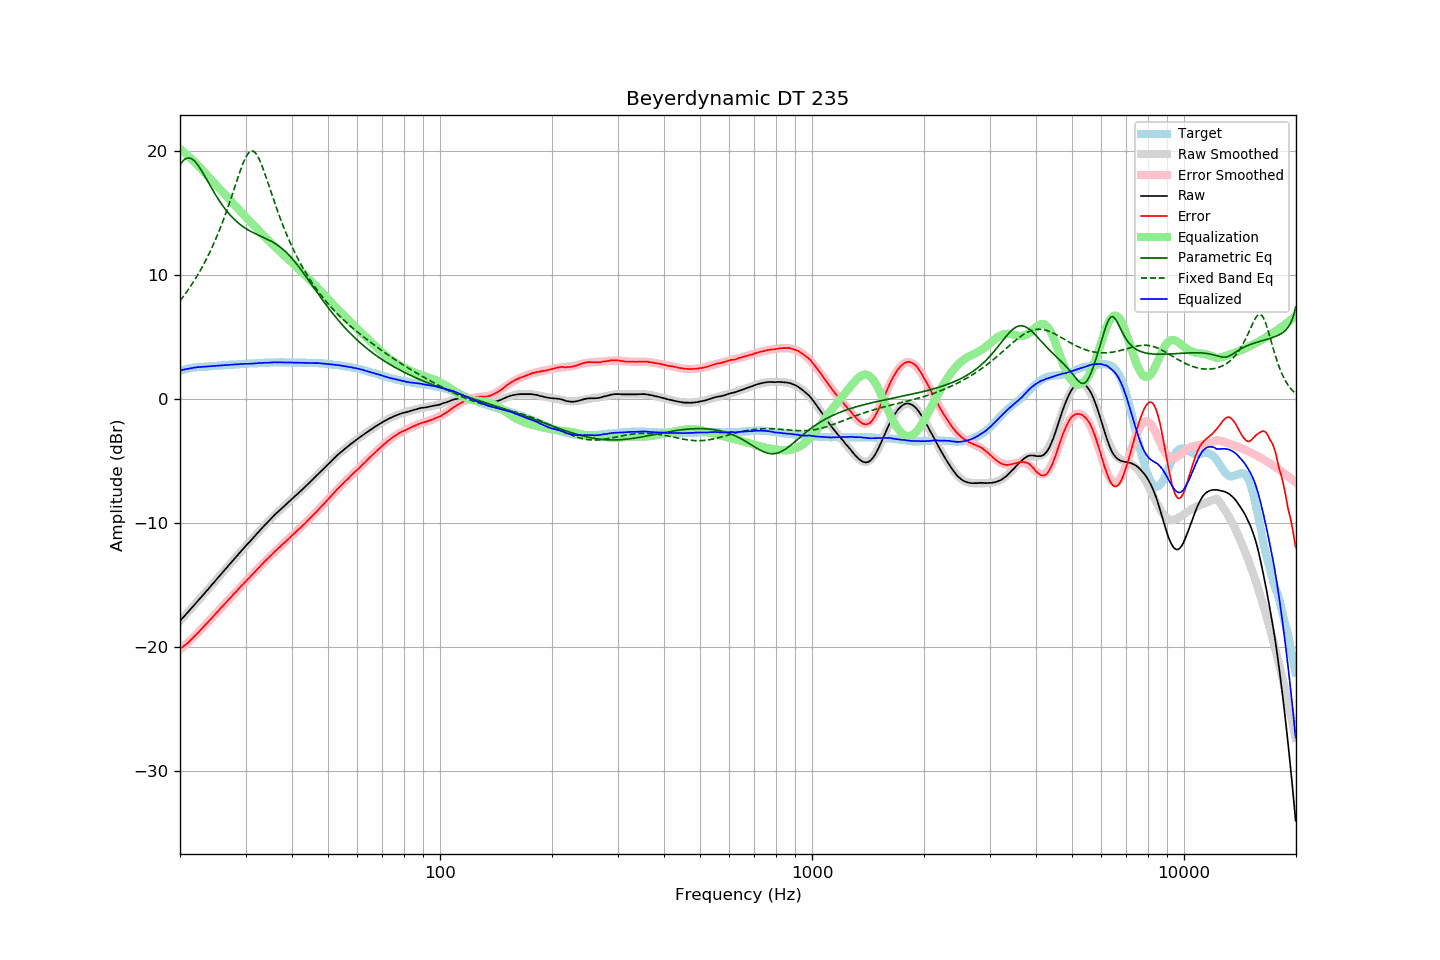 Beyerdynamic DT 235
Target
Raw Smoothed
Error Smoothed
Raw
Error
Equalization
Parametric Eq
Fixed Band Eq
Equalized
20
10
0
−10
−20
−30
Amplitude (dBr)
100
1000
10000
Frequency (Hz)